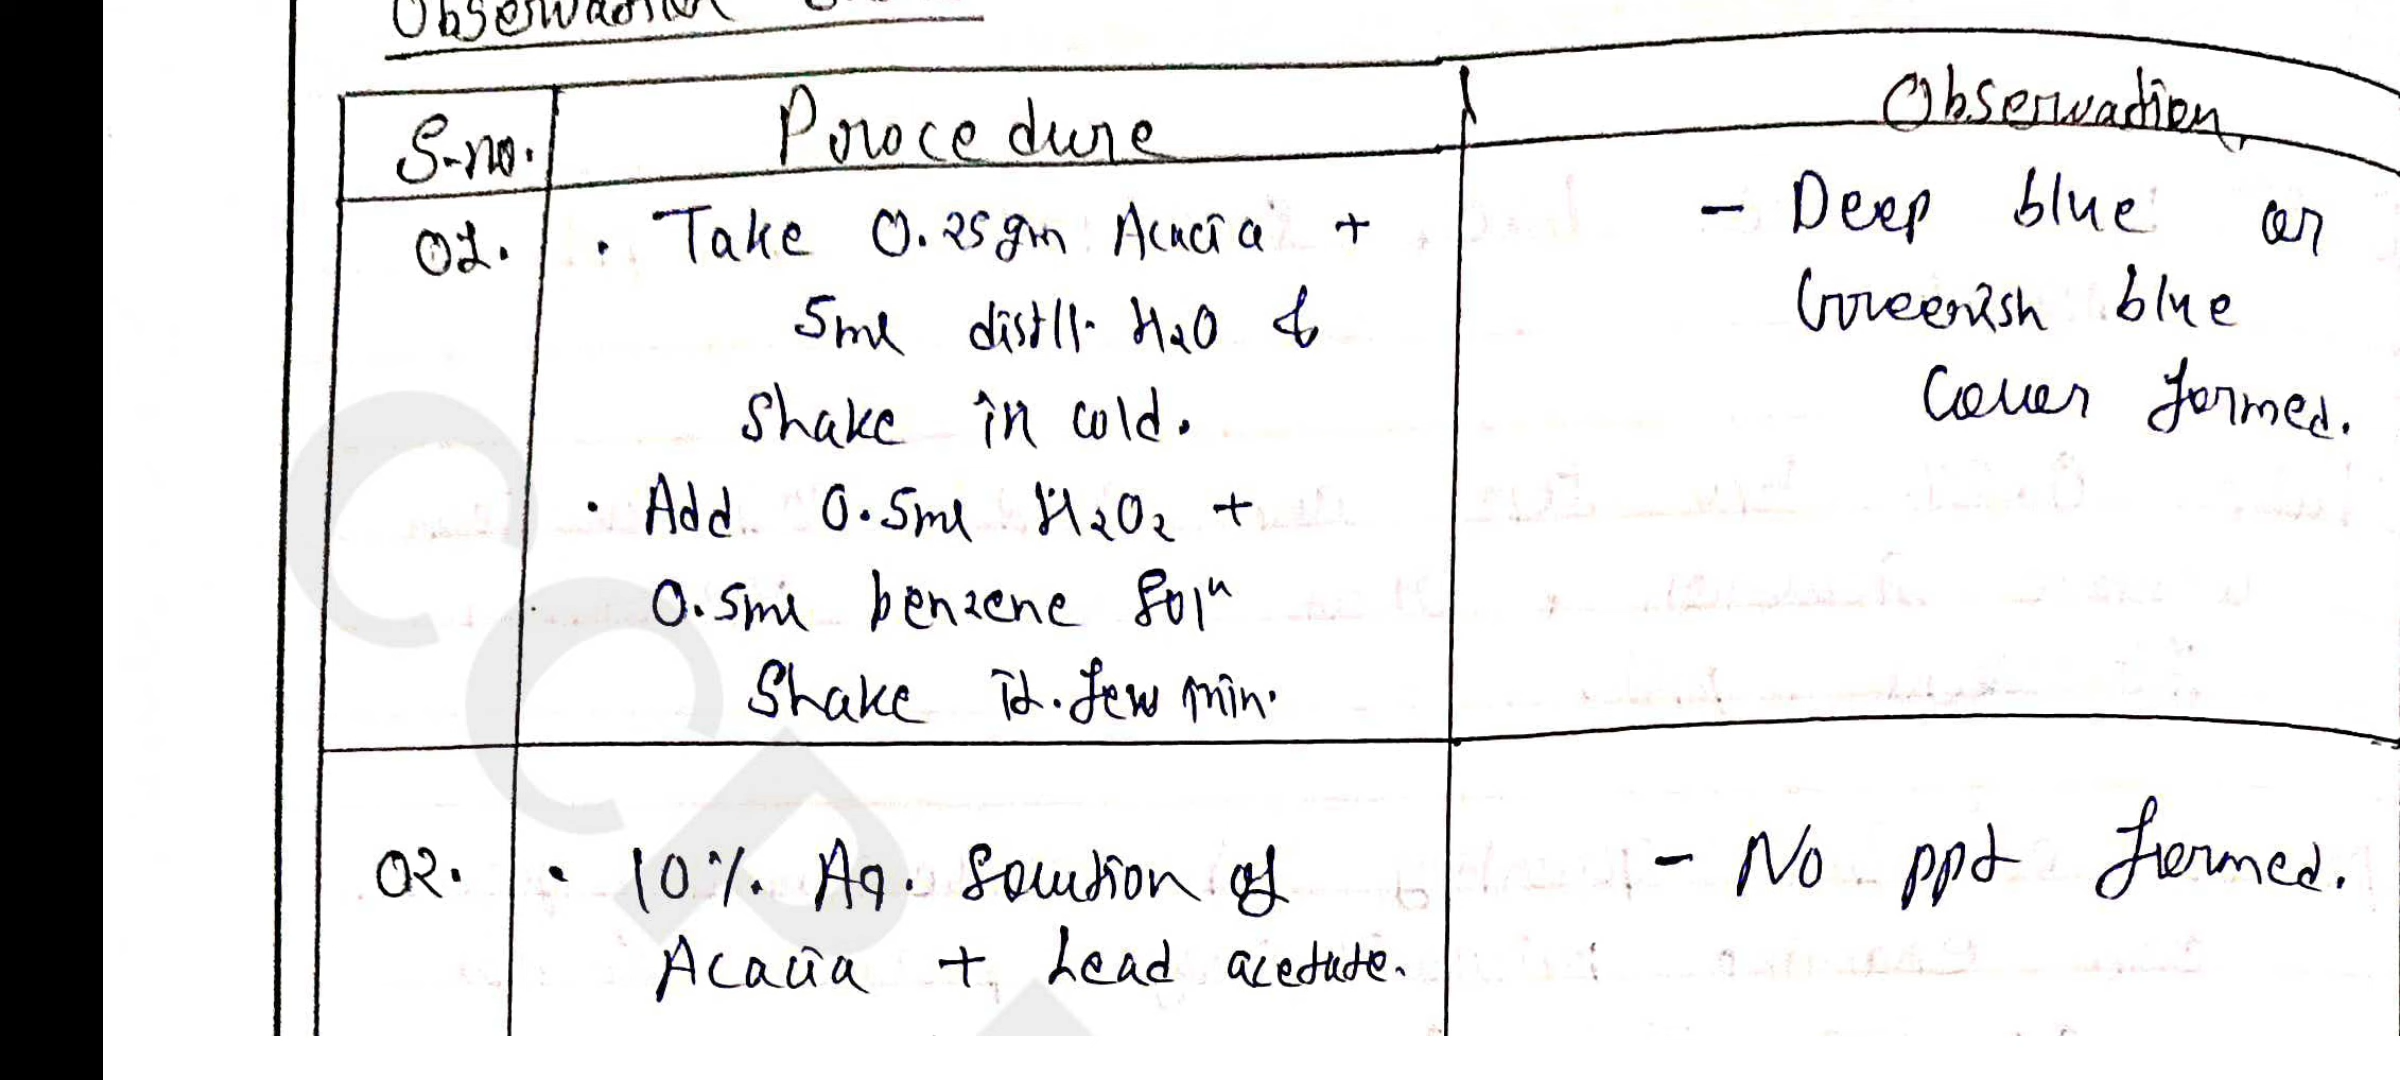 Observation
S.no. Procedure Observation
01. • Take 0.25gm Acacia + - Deep blue or
5ml distll. H2O & Greenish blue
Shake in cold. Colour formed.
• Add 0.5ml H2O2 +
0.5ml benzene Solⁿ
Shake it. few min.
02. • 10% Aq. Solution of - No ppt formed.
Acacia + Lead acetate.
CCP